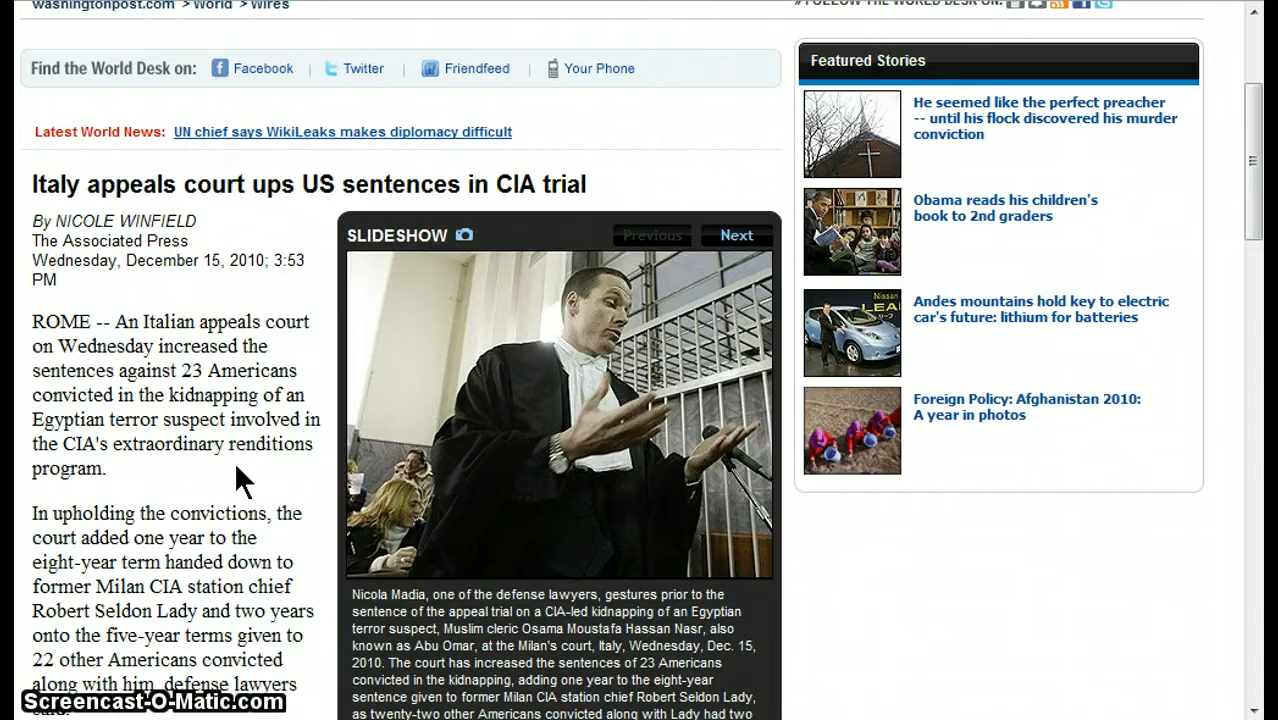 washingtonpost.com > World > Wires
» FOLLOW THE WORLD DESK ON:
Find the World Desk on:
Facebook
|
Twitter
|
Friendfeed
|
Your Phone
Latest World News: UN chief says WikiLeaks makes diplomacy difficult
Italy appeals court ups US sentences in CIA trial
By NICOLE WINFIELD
The Associated Press
Wednesday, December 15, 2010; 3:53
PM
ROME -- An Italian appeals court
on Wednesday increased the
sentences against 23 Americans
convicted in the kidnapping of an
Egyptian terror suspect involved in
the CIA's extraordinary renditions
program.
In upholding the convictions, the
court added one year to the
eight-year term handed down to
former Milan CIA station chief
Robert Seldon Lady and two years
onto the five-year terms given to
22 other Americans convicted
along with him, defense lawyers
said.
SLIDESHOW
Previous
Next
Nicola Madia, one of the defense lawyers, gestures prior to the
sentence of the appeal trial on a CIA-led kidnapping of an Egyptian
terror suspect, Muslim cleric Osama Moustafa Hassan Nasr, also
known as Abu Omar, at the Milan's court, Italy, Wednesday, Dec. 15,
2010. The court has increased the sentences of 23 Americans
convicted in the kidnapping, adding one year to the eight-year
sentence given to former Milan CIA station chief Robert Seldon Lady,
as twenty-two other Americans convicted along with Lady had two
Featured Stories
He seemed like the perfect preacher
-- until his flock discovered his murder
conviction
Obama reads his children's
book to 2nd graders
Nissan
LEA
Andes mountains hold key to electric
car's future: lithium for batteries
Foreign Policy: Afghanistan 2010:
A year in photos
Screencast-O-Matic.com